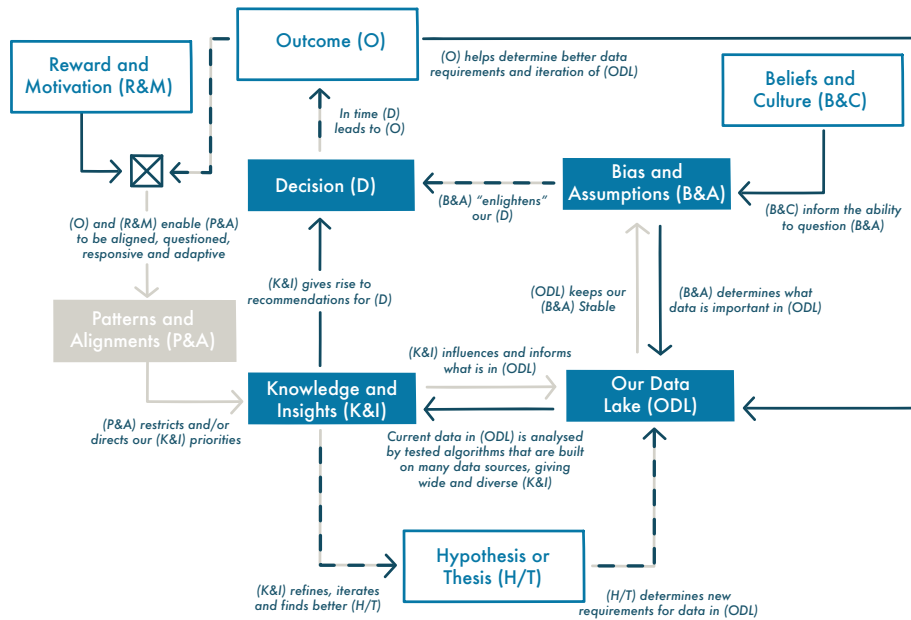 Outcome (O)
Reward and
Motivation (R&M)
(O) helps determine better data
requirements and iteration of (ODL)
Beliefs and
Culture (B&C)
In time (D)
leads to (O)
Decision (D)
Bias and
Assumptions (B&A)
(B&A) “enlightens”
our (D)
(B&C) inform the ability
to question (B&A)
(O) and (R&M) enable (P&A)
to be aligned, questioned,
responsive and adaptive
(K&I) gives rise to
recommendations for (D)
(ODL) keeps our
(B&A) Stable
(B&A) determines what
data is important in (ODL)
Patterns and
Alignments (P&A)
(K&I) influences and informs
what is in (ODL)
Knowledge and
Insights (K&I)
Our Data
Lake (ODL)
(P&A) restricts and/or
directs our (K&I) priorities
Current data in (ODL) is analysed
by tested algorithms that are built
on many data sources, giving
wide and diverse (K&I)
Hypothesis or
Thesis (H/T)
(K&I) refines, iterates
and finds better (H/T)
(H/T) determines new
requirements for data in (ODL)